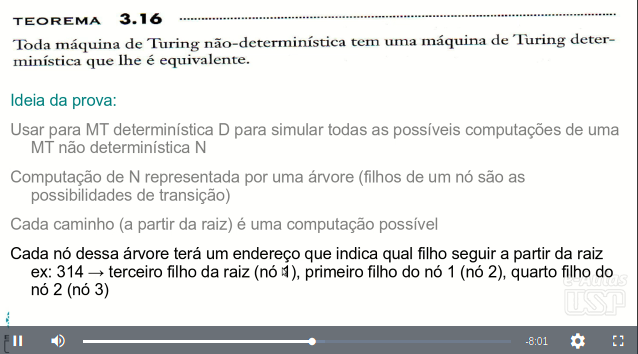 TEOREMA 3.16
Toda máquina de Turing não-determinística tem uma máquina de Turing deter-
minística que lhe é equivalente.
Ideia da prova:
Usar para MT determinística D para simular todas as possíveis computações de uma
MT não determinística N
Computação de N representada por uma árvore (filhos de um nó são as
possibilidades de transição)
Cada caminho (a partir da raiz) é uma computação possível
Cada nó dessa árvore terá um endereço que indica qual filho seguir a partir da raiz
ex: 314 → terceiro filho da raiz (nó 1), primeiro filho do nó 1 (nó 2), quarto filho do
nó 2 (nó 3)
e-Aulas
USP
-8:01